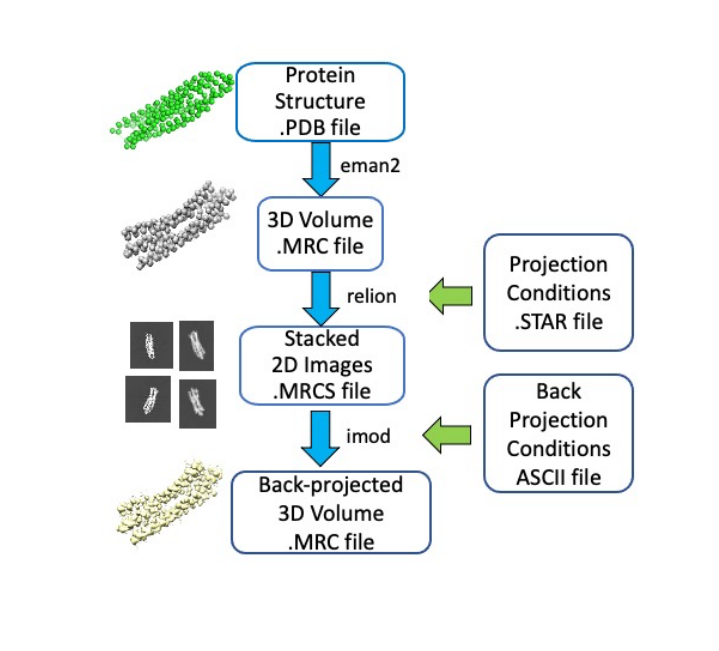 Protein
Structure
.PDB file
eman2
3D Volume
.MRC file
relion
Projection
Conditions
.STAR file
Stacked
2D Images
.MRCS file
imod
Back
Projection
Conditions
ASCII file
Back-projected
3D Volume
.MRC file